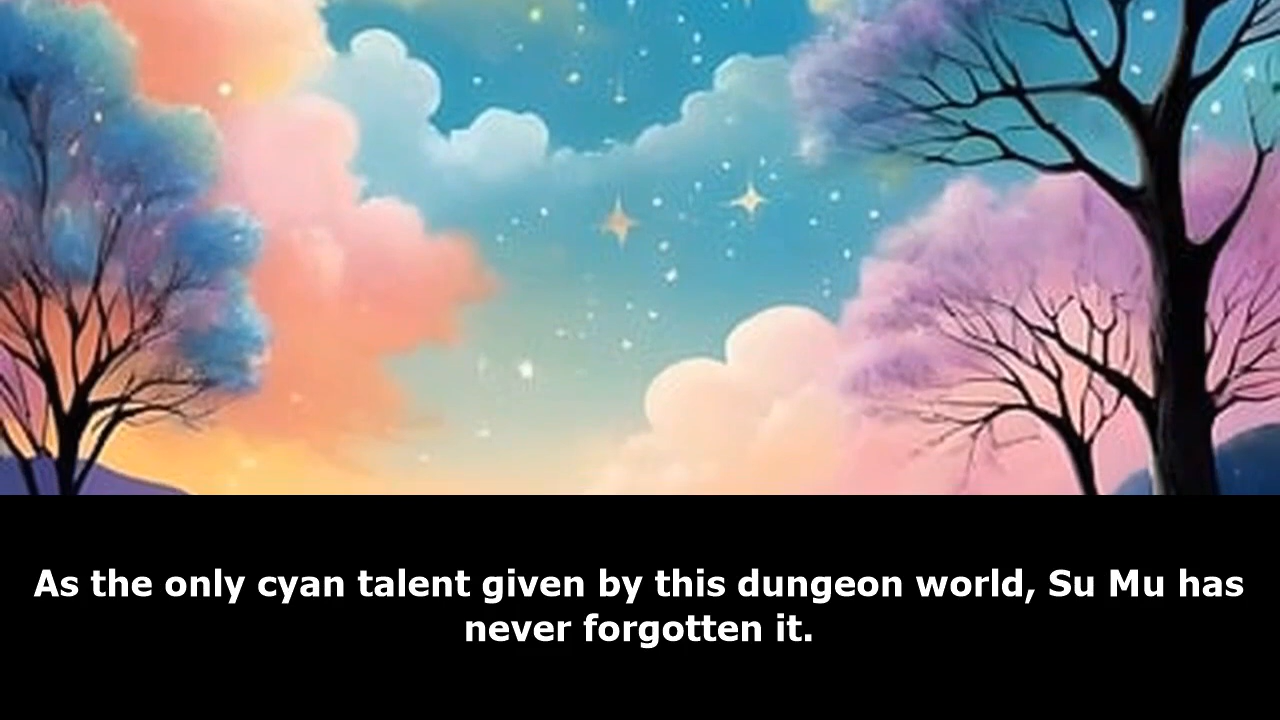 As the only cyan talent given by this dungeon world, Su Mu has
never forgotten it.